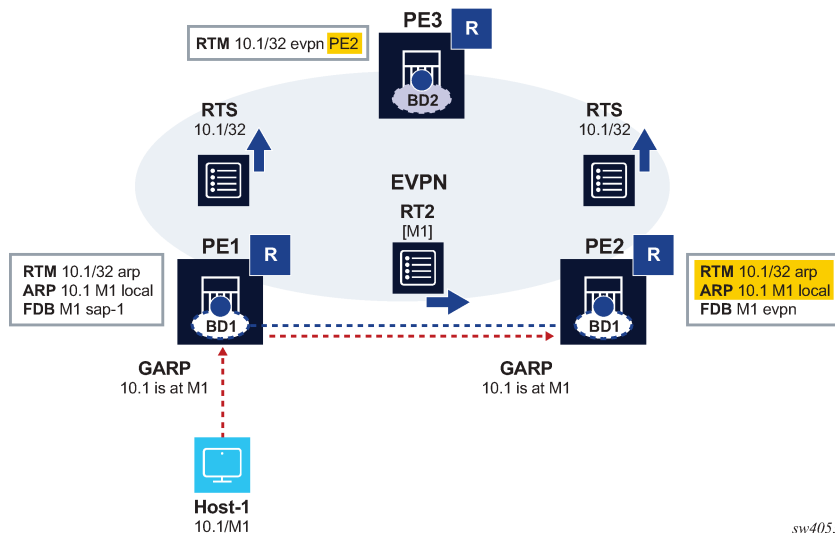 PE3
R
RTM 10.1/32 evpn PE2
BD2
RTS
10.1/32
RTS
10.1/32
EVPN
RT2
[M1]
PE1
R
PE2
R
RTM 10.1/32 arp
ARP 10.1 M1 local
FDB M1 sap-1
BD1
BD1
RTM 10.1/32 arp
ARP 10.1 M1 local
FDB M1 evpn
GARP
10.1 is at M1
GARP
10.1 is at M1
Host-1
10.1/M1
sw405.